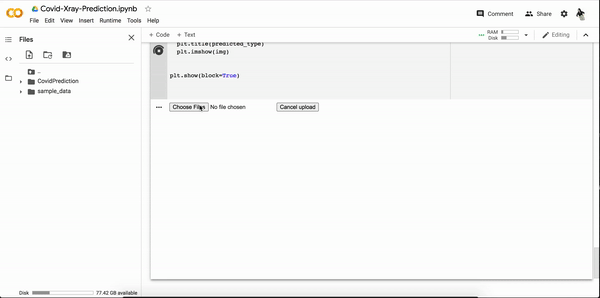 Covid-Xray-Prediction.ipynb
File Edit View Insert Runtime Tools Help
Comment Share
Files
+ Code + Text
RAM
Disk
Editing
..
CovidPrediction
sample_data
plt.title(predicted_type)
plt.imshow(img)
plt.show(block=True)
Choose Files No file chosen Cancel upload
Disk 77.42 GB available